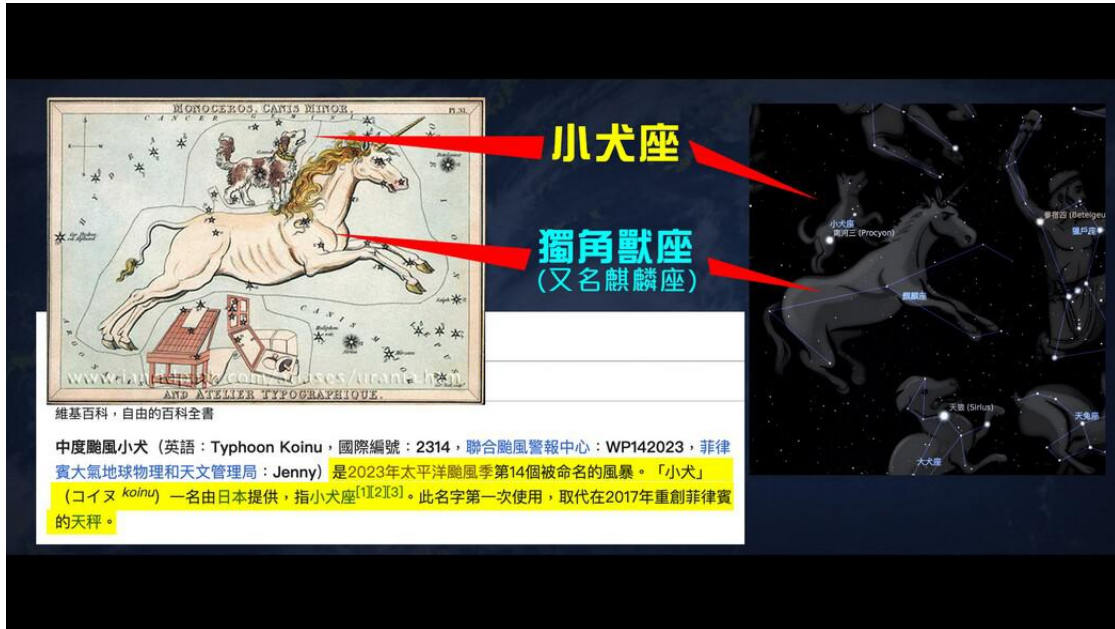 MONOCEROS, CANIS MINOR,
PL. 31.
CANCER
GEMINI
小犬座
獨角獸座
(又名麒麟座)
CANIS
Sirius
AND ATELIER TYPOGRAPHIQUE.
小犬座
南河三 (Procyon)
參宿四 (Betelgeu
獵戶座
麒麟座
天狼 (Sirius)
天兔座
大犬座
維基百科,自由的百科全書
中度颱風小犬(英語:Typhoon Koinu,國際編號:2314,聯合颱風警報中心:WP142023,菲律
賓大氣地球物理和天文管理局:Jenny)是2023年太平洋颱風季第14個被命名的風暴。「小犬」
(コイヌ koinu)一名由日本提供,指小犬座[1][2][3]。此名字第一次使用,取代在2017年重創菲律賓
的天秤。